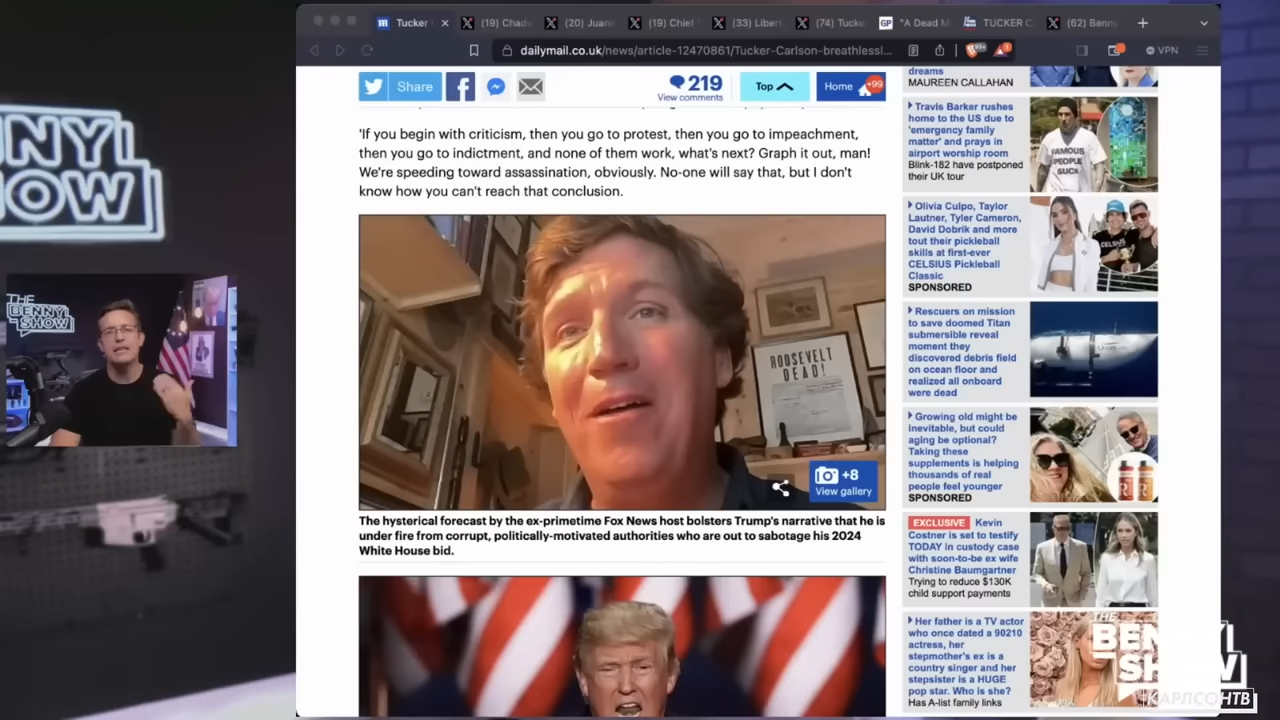 Tucker
(19) Chadw
(20) Juanit
(19) Chief
(33) Libert
(74) Tucke
"A Dead M
TUCKER C
(62) Benny
dailymail.co.uk/news/article-12470861/Tucker-Carlson-breathlessl...
99+
VPN
NNY
OW
THE
BENNY
SHOW
Share
219
View comments
Top
Home
+99
'If you begin with criticism, then you go to protest, then you go to impeachment,
then you go to indictment, and none of them work, what's next? Graph it out, man!
We're speeding toward assassination, obviously. No-one will say that, but I don't
know how you can't reach that conclusion.
ROOSEVELT
DEAD!
+8
View gallery
The hysterical forecast by the ex-primetime Fox News host bolsters Trump's narrative that he is
under fire from corrupt, politically-motivated authorities who are out to sabotage his 2024
White House bid.
dreams
MAUREEN CALLAHAN
Travis Barker rushes
home to the US due to
'emergency family
matter' and prays in
airport worship room
Blink-182 have postponed
their UK tour
FAMOUS
PEOPLE
SUCK
Olivia Culpo, Taylor
Lautner, Tyler Cameron,
David Dobrik and more
tout their pickleball
skills at first-ever
CELSIUS Pickleball
Classic
SPONSORED
CELSIUS
Rescuers on mission
to save doomed Titan
submersible reveal
moment they
discovered debris field
on ocean floor and
realized all onboard
were dead
Growing old might be
inevitable, but could
aging be optional?
Taking these
supplements is helping
thousands of real
people feel younger
SPONSORED
EXCLUSIVE Kevin
Costner is set to testify
TODAY in custody case
with soon-to-be ex wife
Christine Baumgartner
Trying to reduce $130K
child support payments
Her father is a TV actor
who once dated a 90210
actress, her
stepmother's ex is a
country singer and her
stepsister is a HUGE
pop star. Who is she?
Has A-list family links
THE
BENNY
SHOW
КАРЛСОНТВ